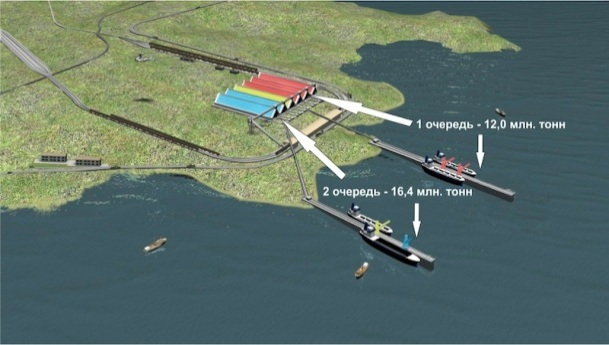 1 очередь - 12,0 млн. тонн
2 очередь - 16,4 млн. тонн